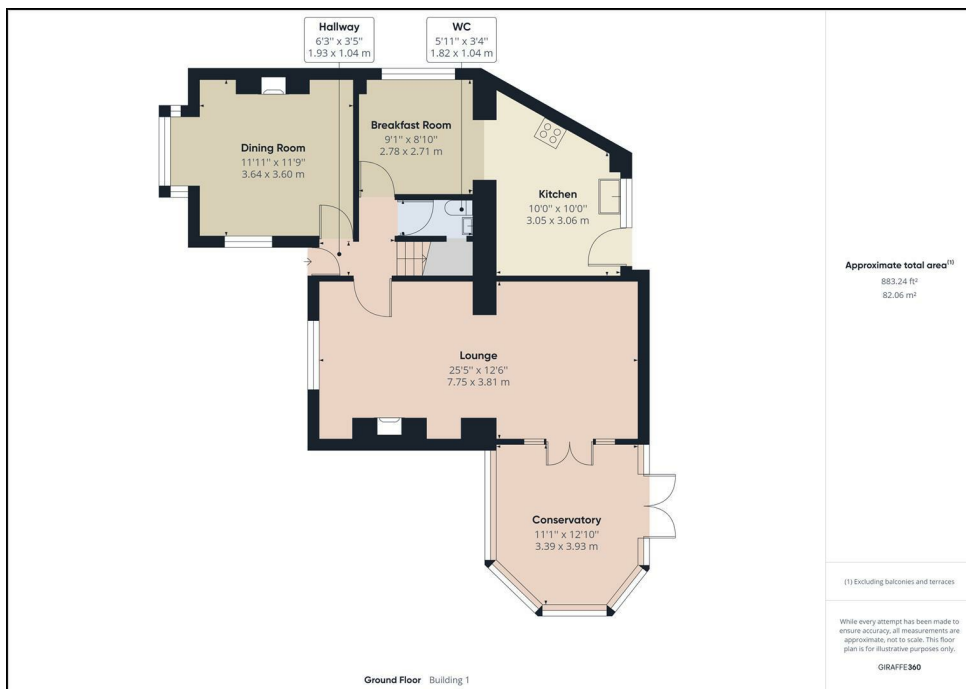 Hallway
6'3'' x 3'5''
1.93 x 1.04 m
WC
5'11'' x 3'4''
1.82 x 1.04 m
Dining Room
11'11'' x 11'9''
3.64 x 3.60 m
Breakfast Room
9'1'' x 8'10''
2.78 x 2.71 m
Kitchen
10'0'' x 10'0''
3.05 x 3.06 m
Lounge
25'5'' x 12'6''
7.75 x 3.81 m
Conservatory
11'1'' x 12'10''
3.39 x 3.93 m
Ground Floor Building 1
Approximate total area(1)
883.24 ft²
82.06 m²
(1) Excluding balconies and terraces
While every attempt has been made to
ensure accuracy, all measurements are
approximate, not to scale. This floor
plan is for illustrative purposes only.
GIRAFFE360